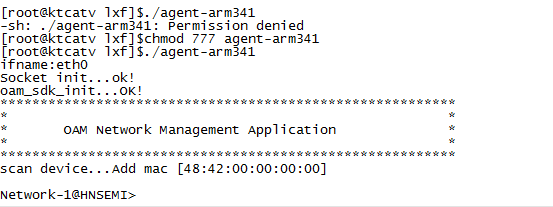 [root@ktcatv lxf]$./agent-arm341
-sh: ./agent-arm341: Permission denied
[root@ktcatv lxf]$chmod 777 agent-arm341
[root@ktcatv lxf]$./agent-arm341
ifname:eth0
Socket init...ok!
oam_sdk_init...OK!
**********************************************************
*                                                        *
*       OAM Network Management Application               *
*                                                        *
**********************************************************
scan device...Add mac [48:42:00:00:00:00]
Network-1@HNSEMI>